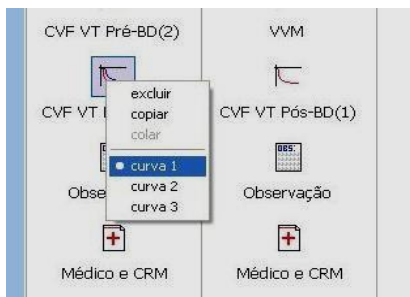 CVF VT Pré-BD(2)
VVM
excluir
copiar
colar
curva 1
curva 2
curva 3
CVF VT
CVF VT Pós-BD(1)
OBS:
Observação
Médico e CRM
Médico e CRM